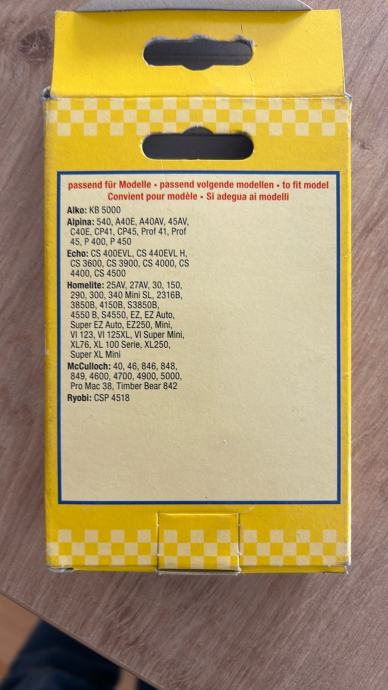 passend für Modelle • passend volgende modellen • to fit model
Convient pour modèle • Si adegua ai modelli
Alko: KB 5000
Alpina: 540, A40E, A40AV, 45AV,
C40E, CP41, CP45, Prof 41, Prof
45, P 400, P 450
Echo: CS 400EVL, CS 440EVL H,
CS 3600, CS 3900, CS 4000, CS
4400, CS 4500
Homelite: 25AV, 27AV, 30, 150,
290, 300, 340 Mini SL, 2316B,
3850B, 4150B, S3850B,
4550 B, S4550, EZ, EZ Auto,
Super EZ Auto, EZ250, Mini,
VI 123, VI 125XL, VI Super Mini,
XL76, XL 100 Serie, XL250,
Super XL Mini
McCulloch: 40, 46, 846, 848,
849, 4600, 4700, 4900, 5000,
Pro Mac 38, Timber Bear 842
Ryobi: CSP 4518